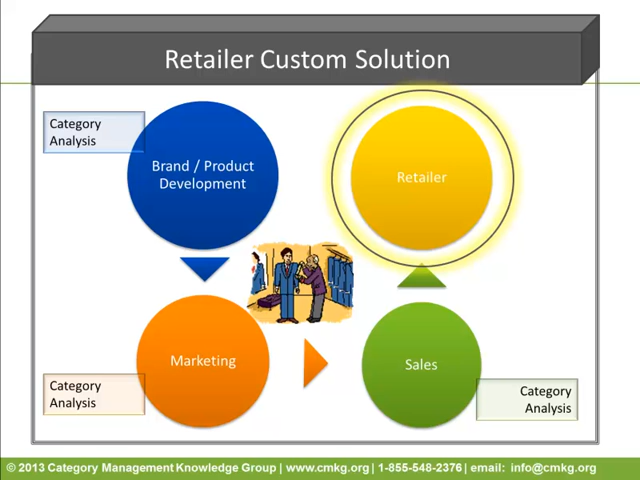 Retailer Custom Solution
Category
Analysis
Brand / Product
Development
Retailer
Marketing
Sales
Category
Analysis
Category
Analysis
© 2013 Category Management Knowledge Group | www.cmkg.org | 1-855-548-2376 | email: info@cmkg.org